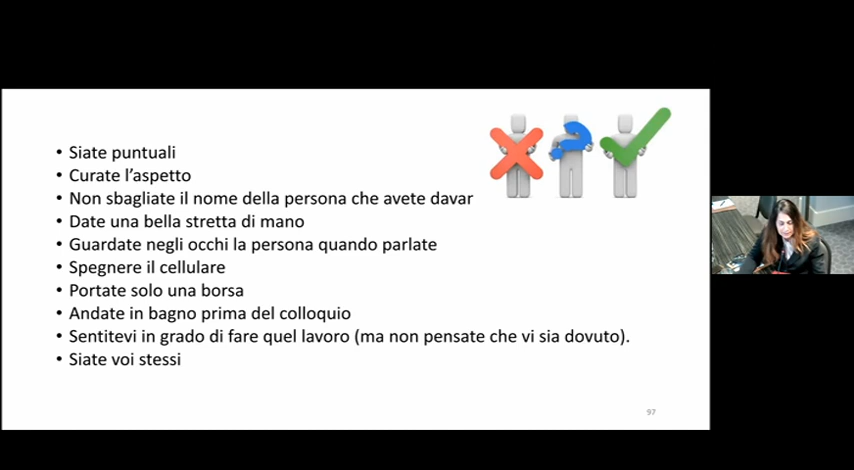 • Siate puntuali
• Curate l’aspetto
• Non sbagliate il nome della persona che avete davar
• Date una bella stretta di mano
• Guardate negli occhi la persona quando parlate
• Spegnere il cellulare
• Portate solo una borsa
• Andate in bagno prima del colloquio
• Sentitevi in grado di fare quel lavoro (ma non pensate che vi sia dovuto).
• Siate voi stessi
97